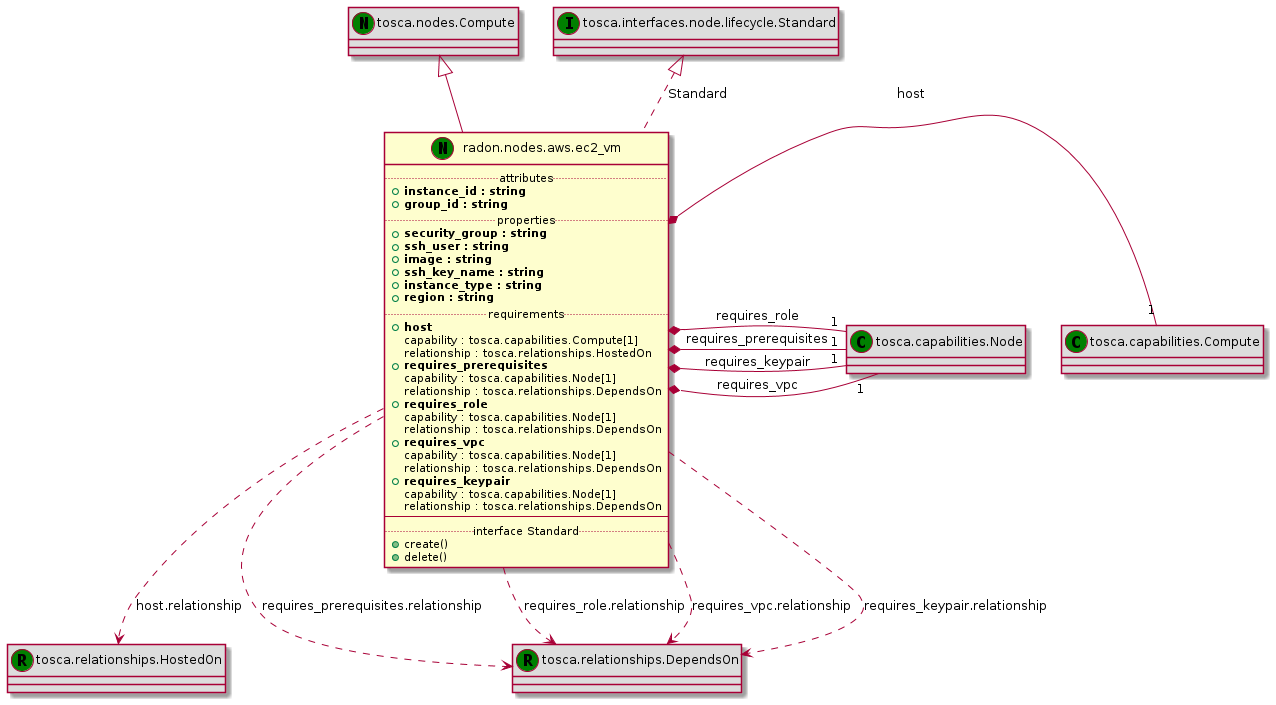 N tosca.nodes.Compute
I tosca.interfaces.node.lifecycle.Standard
Standard
host
N radon.nodes.aws.ec2_vm
attributes
instance_id : string
group_id : string
properties
security_group : string
ssh_user : string
image : string
ssh_key_name : string
instance_type : string
region : string
requirements
host
capability : tosca.capabilities.Compute[1]
relationship : tosca.relationships.HostedOn
requires_prerequisites
capability : tosca.capabilities.Node[1]
relationship : tosca.relationships.DependsOn
requires_role
capability : tosca.capabilities.Node[1]
relationship : tosca.relationships.DependsOn
requires_vpc
capability : tosca.capabilities.Node[1]
relationship : tosca.relationships.DependsOn
requires_keypair
capability : tosca.capabilities.Node[1]
relationship : tosca.relationships.DependsOn
interface Standard
create()
delete()
requires_role
1
requires_prerequisites
1
requires_keypair
1
requires_vpc
1
C tosca.capabilities.Node
1
C tosca.capabilities.Compute
host.relationship
requires_prerequisites.relationship
requires_role.relationship
requires_vpc.relationship
requires_keypair.relationship
R tosca.relationships.HostedOn
R tosca.relationships.DependsOn